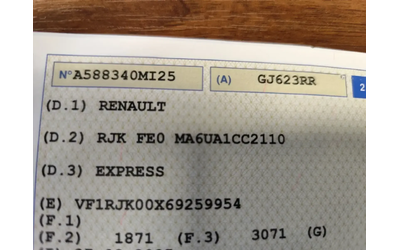 N°A588340MI25 (A) GJ623RR 2
(D.1) RENAULT
(D.2) RJK FE0 MA6UA1CC2110
(D.3) EXPRESS
(E) VF1RJK00X69259954
(F.1)
(F.2) 1871 (F.3) 3071 (G)